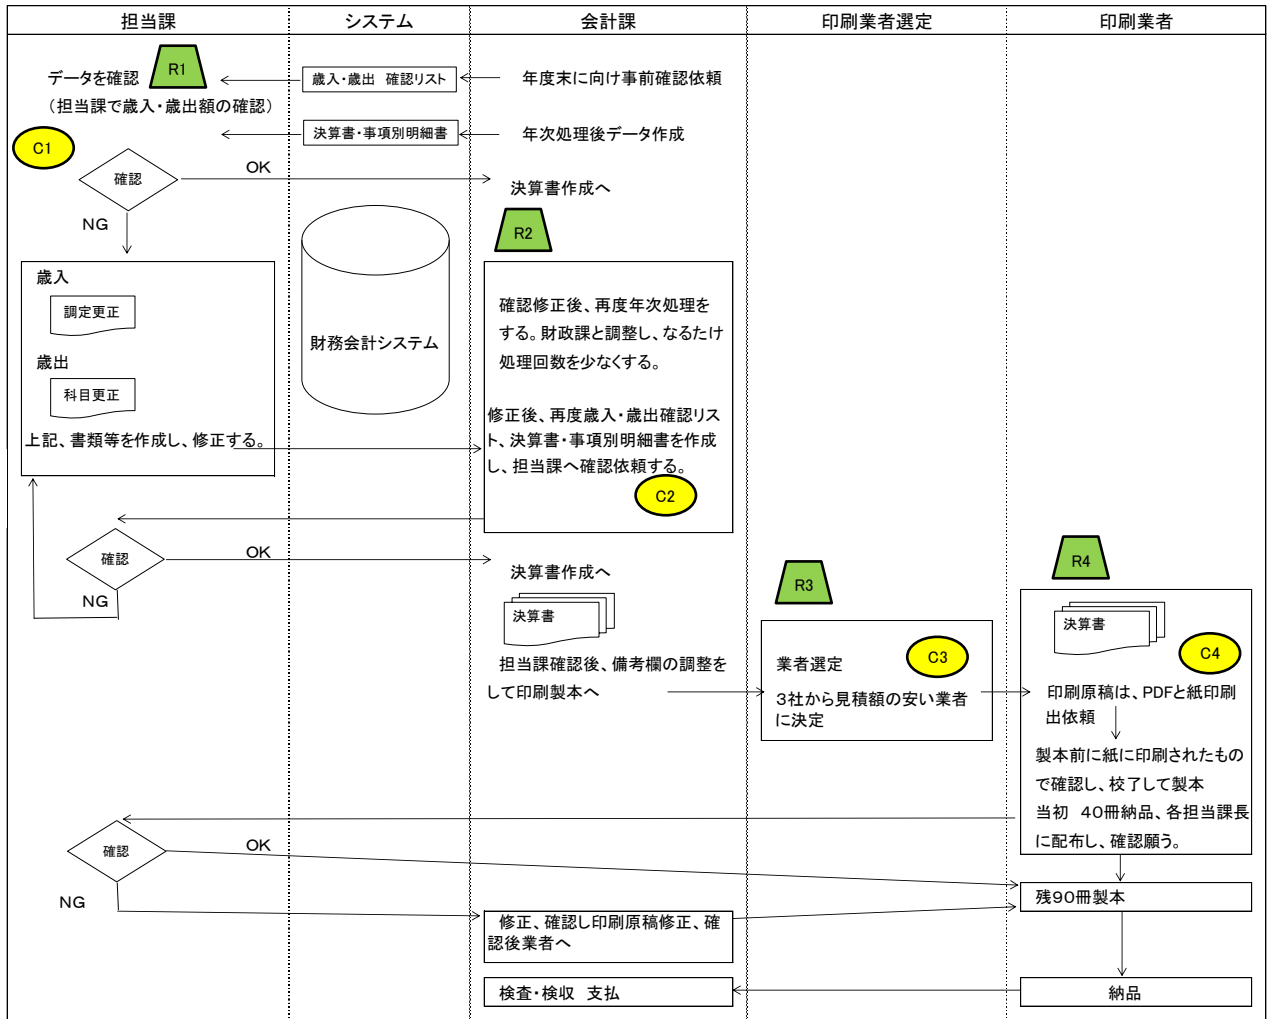 担当課
システム
会計課
印刷業者選定
印刷業者
データを確認
R1
歳入・歳出　確認リスト
年度末に向け事前確認依頼
（担当課で歳入・歳出額の確認）
決算書・事項別明細書
年次処理後データ作成
C1
確認
OK
決算書作成へ
NG
R2
歳入
調定更正
歳出
科目更正
上記、書類等を作成し、修正する。
財務会計システム
確認修正後、再度年次処理を
する。財政課と調整し、なるたけ
処理回数を少なくする。
修正後、再度歳入・歳出確認リス
ト、決算書・事項別明細書を作成
し、担当課へ確認依頼する。
C2
確認
OK
決算書作成へ
NG
決算書
担当課確認後、備考欄の調整を
して印刷製本へ
R3
C3
業者選定
３社から見積額の安い業者
に決定
R4
決算書
C4
印刷原稿は、PDFと紙印刷
出依頼
製本前に紙に印刷されたもの
で確認し、校了して製本
当初　４０冊納品、各担当課長
に配布し、確認願う。
確認
OK
NG
残９０冊製本
修正、確認し印刷原稿修正、確
認後業者へ
検査・検収　支払
納品